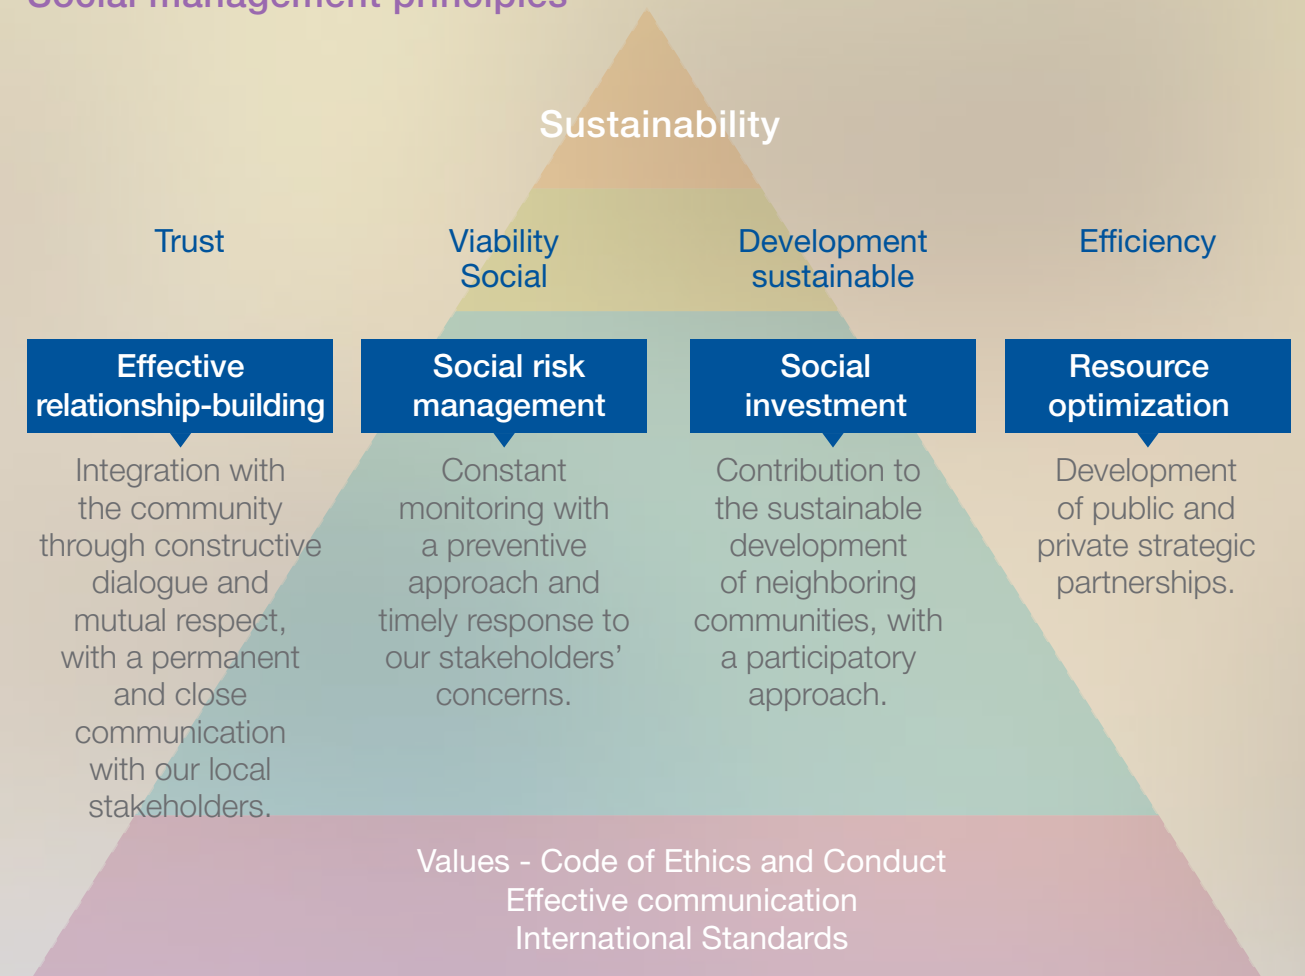 Social management principles
Sustainability
Trust
Viability
Social
Development
sustainable
Efficiency
Effective
relationship-building
Integration with
the community
through constructive
dialogue and
mutual respect,
with a permanent
and close
communication
with our local
stakeholders.
Social risk
management
Constant
monitoring with
a preventive
approach and
timely response to
our stakeholders’
concerns.
Social
investment
Contribution to
the sustainable
development
of neighboring
communities, with
a participatory
approach.
Resource
optimization
Development
of public and
private strategic
partnerships.
Values - Code of Ethics and Conduct
Effective communication
International Standards